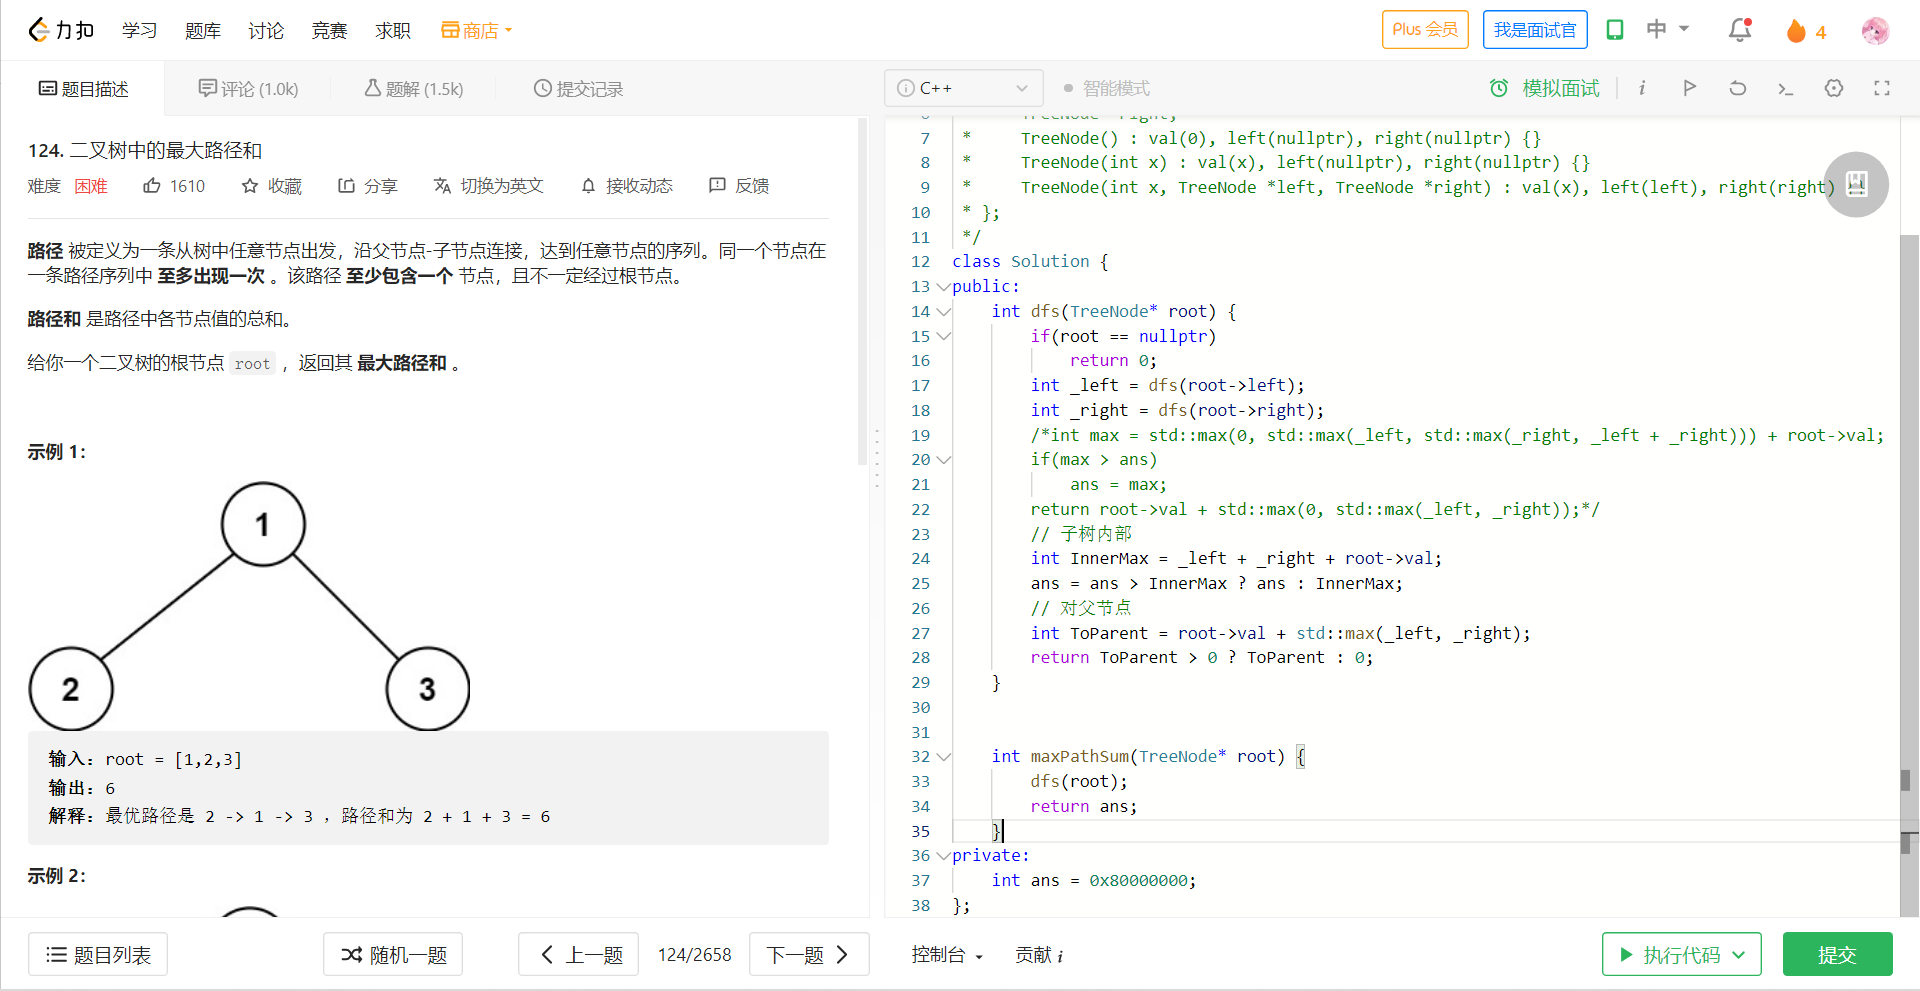 力扣 学习 题库 讨论 竞赛 求职 商店 Plus 会员 我是面试官 中 4
题目描述 评论 (1.0k) 题解 (1.5k) 提交记录
124. 二叉树中的最大路径和
难度 困难 1610 收藏 分享 切换为英文 接收动态 反馈
路径 被定义为一条从树中任意节点出发，沿父节点-子节点连接，达到任意节点的序列。同一个节点在
一条路径序列中 至多出现一次 。该路径 至少包含一个 节点，且不一定经过根节点。
路径和 是路径中各节点值的总和。
给你一个二叉树的根节点 root ，返回其 最大路径和 。
示例 1：
1
2 3
输入：root = [1,2,3]
输出：6
解释：最优路径是 2 -> 1 -> 3 ，路径和为 2 + 1 + 3 = 6
示例 2：
题目列表 随机一题 上一题 124/2658 下一题
C++ 智能模式 模拟面试
7 *     TreeNode() : val(0), left(nullptr), right(nullptr) {}
8 *     TreeNode(int x) : val(x), left(nullptr), right(nullptr) {}
9 *     TreeNode(int x, TreeNode *left, TreeNode *right) : val(x), left(left), right(right)
10 * };
11 */
12 class Solution {
13 public:
14     int dfs(TreeNode* root) {
15         if(root == nullptr)
16             return 0;
17         int _left = dfs(root->left);
18         int _right = dfs(root->right);
19         /*int max = std::max(0, std::max(_left, std::max(_right, _left + _right))) + root->val;
20         if(max > ans)
21             ans = max;
22         return root->val + std::max(0, std::max(_left, _right));*/
23         // 子树内部
24         int InnerMax = _left + _right + root->val;
25         ans = ans > InnerMax ? ans : InnerMax;
26         // 对父节点
27         int ToParent = root->val + std::max(_left, _right);
28         return ToParent > 0 ? ToParent : 0;
29     }
30
31
32     int maxPathSum(TreeNode* root) {
33         dfs(root);
34         return ans;
35     }
36 private:
37     int ans = 0x80000000;
38 };
控制台 贡献 i 执行代码 提交